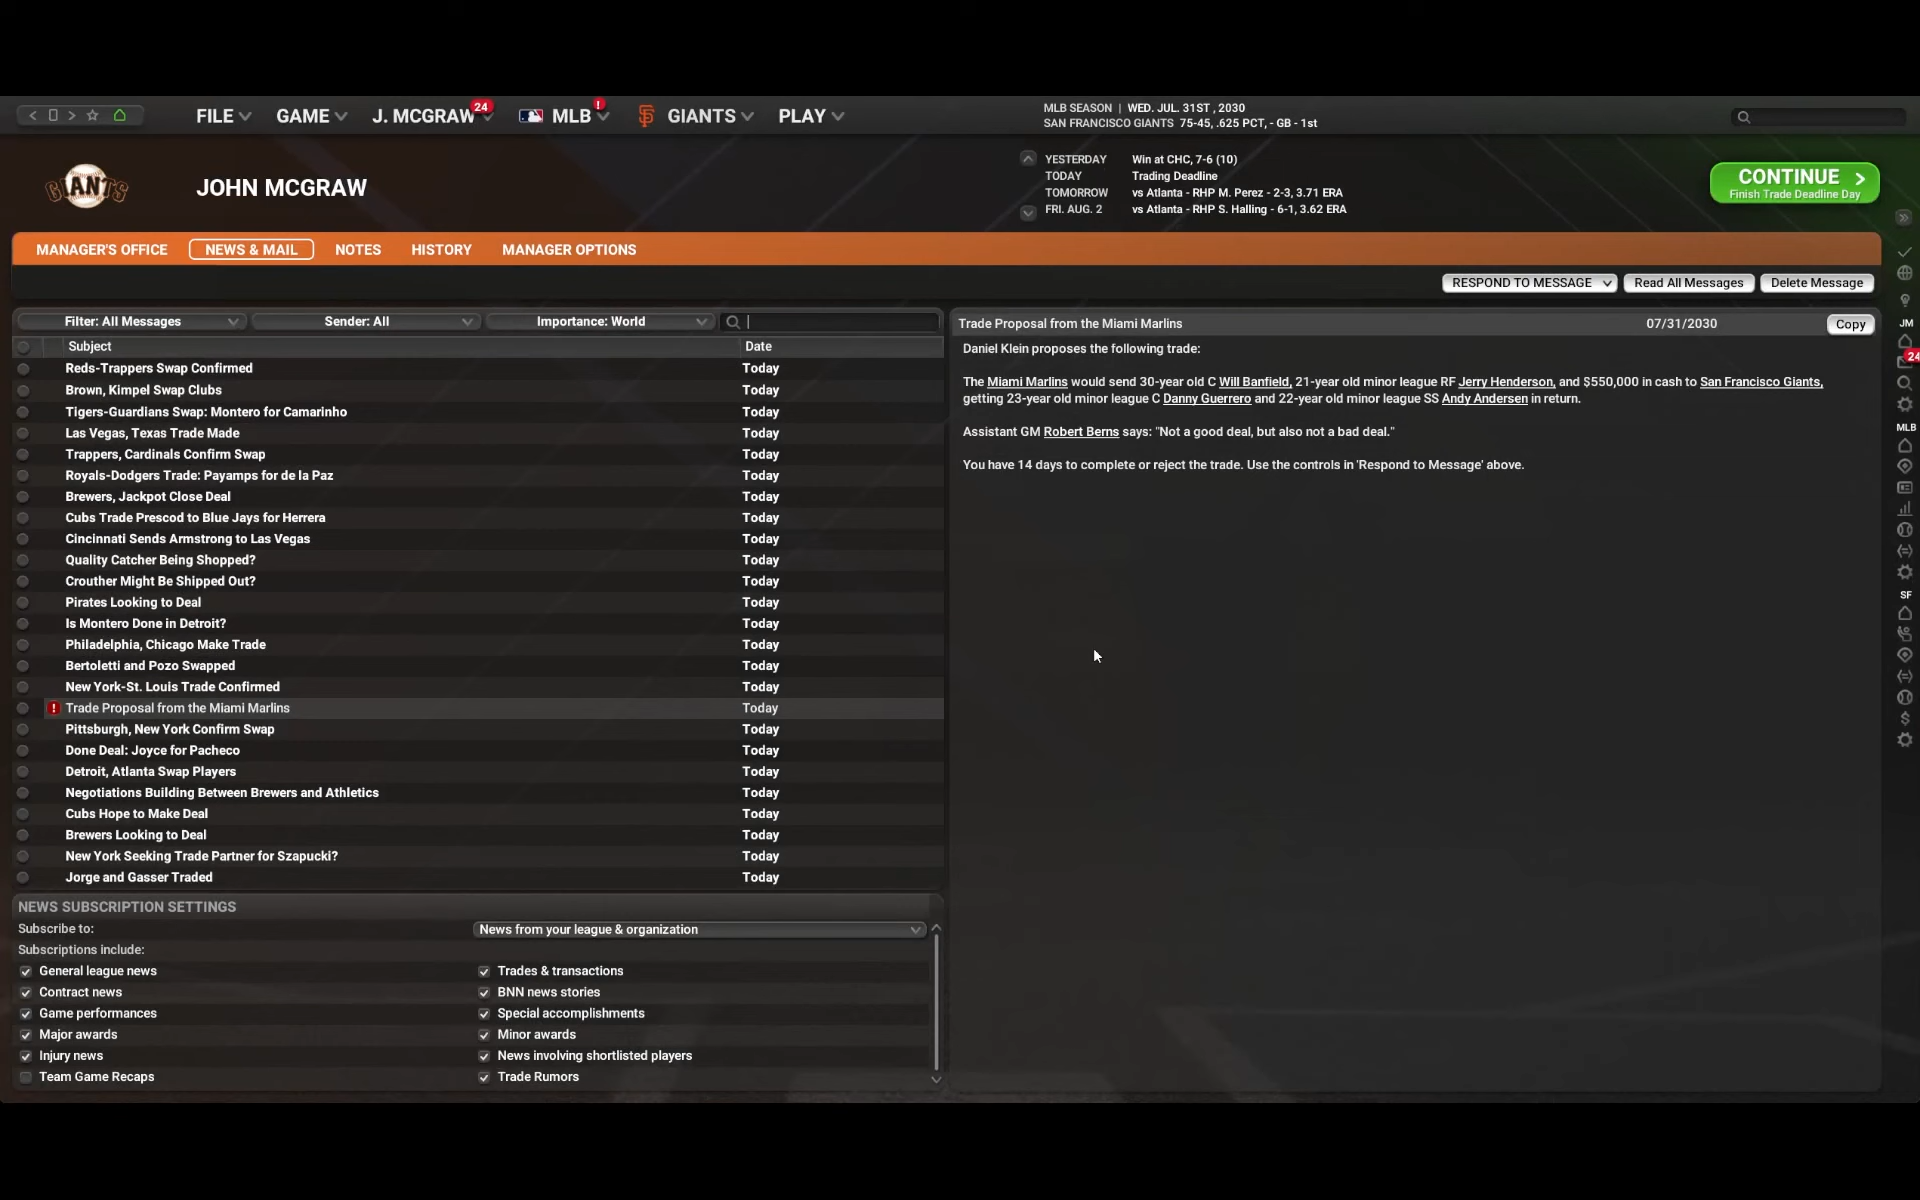 FILE GAME J. MCGRAW 24 MLB ! GIANTS PLAY
MLB SEASON | WED. JUL. 31ST , 2030
SAN FRANCISCO GIANTS 75-45, .625 PCT, - GB - 1st
GIANTS
JOHN MCGRAW
YESTERDAY Win at CHC, 7-6 (10)
TODAY Trading Deadline
TOMORROW vs Atlanta - RHP M. Perez - 2-3, 3.71 ERA
FRI. AUG. 2 vs Atlanta - RHP S. Halling - 6-1, 3.62 ERA
CONTINUE
Finish Trade Deadline Day
MANAGER'S OFFICE NEWS & MAIL NOTES HISTORY MANAGER OPTIONS
RESPOND TO MESSAGE Read All Messages Delete Message
Filter: All Messages Sender: All Importance: World
Subject Date
Reds-Trappers Swap Confirmed Today
Brown, Kimpel Swap Clubs Today
Tigers-Guardians Swap: Montero for Camarinho Today
Las Vegas, Texas Trade Made Today
Trappers, Cardinals Confirm Swap Today
Royals-Dodgers Trade: Payamps for de la Paz Today
Brewers, Jackpot Close Deal Today
Cubs Trade Prescod to Blue Jays for Herrera Today
Cincinnati Sends Armstrong to Las Vegas Today
Quality Catcher Being Shopped? Today
Crouther Might Be Shipped Out? Today
Pirates Looking to Deal Today
Is Montero Done in Detroit? Today
Philadelphia, Chicago Make Trade Today
Bertoletti and Pozo Swapped Today
New York-St. Louis Trade Confirmed Today
! Trade Proposal from the Miami Marlins Today
Pittsburgh, New York Confirm Swap Today
Done Deal: Joyce for Pacheco Today
Detroit, Atlanta Swap Players Today
Negotiations Building Between Brewers and Athletics Today
Cubs Hope to Make Deal Today
Brewers Looking to Deal Today
New York Seeking Trade Partner for Szapucki? Today
Jorge and Gasser Traded Today
NEWS SUBSCRIPTION SETTINGS
Subscribe to: News from your league & organization
Subscriptions include:
General league news Trades & transactions
Contract news BNN news stories
Game performances Special accomplishments
Major awards Minor awards
Injury news News involving shortlisted players
Team Game Recaps Trade Rumors
Trade Proposal from the Miami Marlins 07/31/2030 Copy
Daniel Klein proposes the following trade:
The Miami Marlins would send 30-year old C Will Banfield, 21-year old minor league RF Jerry Henderson, and $550,000 in cash to San Francisco Giants,
getting 23-year old minor league C Danny Guerrero and 22-year old minor league SS Andy Andersen in return.
Assistant GM Robert Berns says: "Not a good deal, but also not a bad deal."
You have 14 days to complete or reject the trade. Use the controls in 'Respond to Message' above.
JM
24
MLB
SF